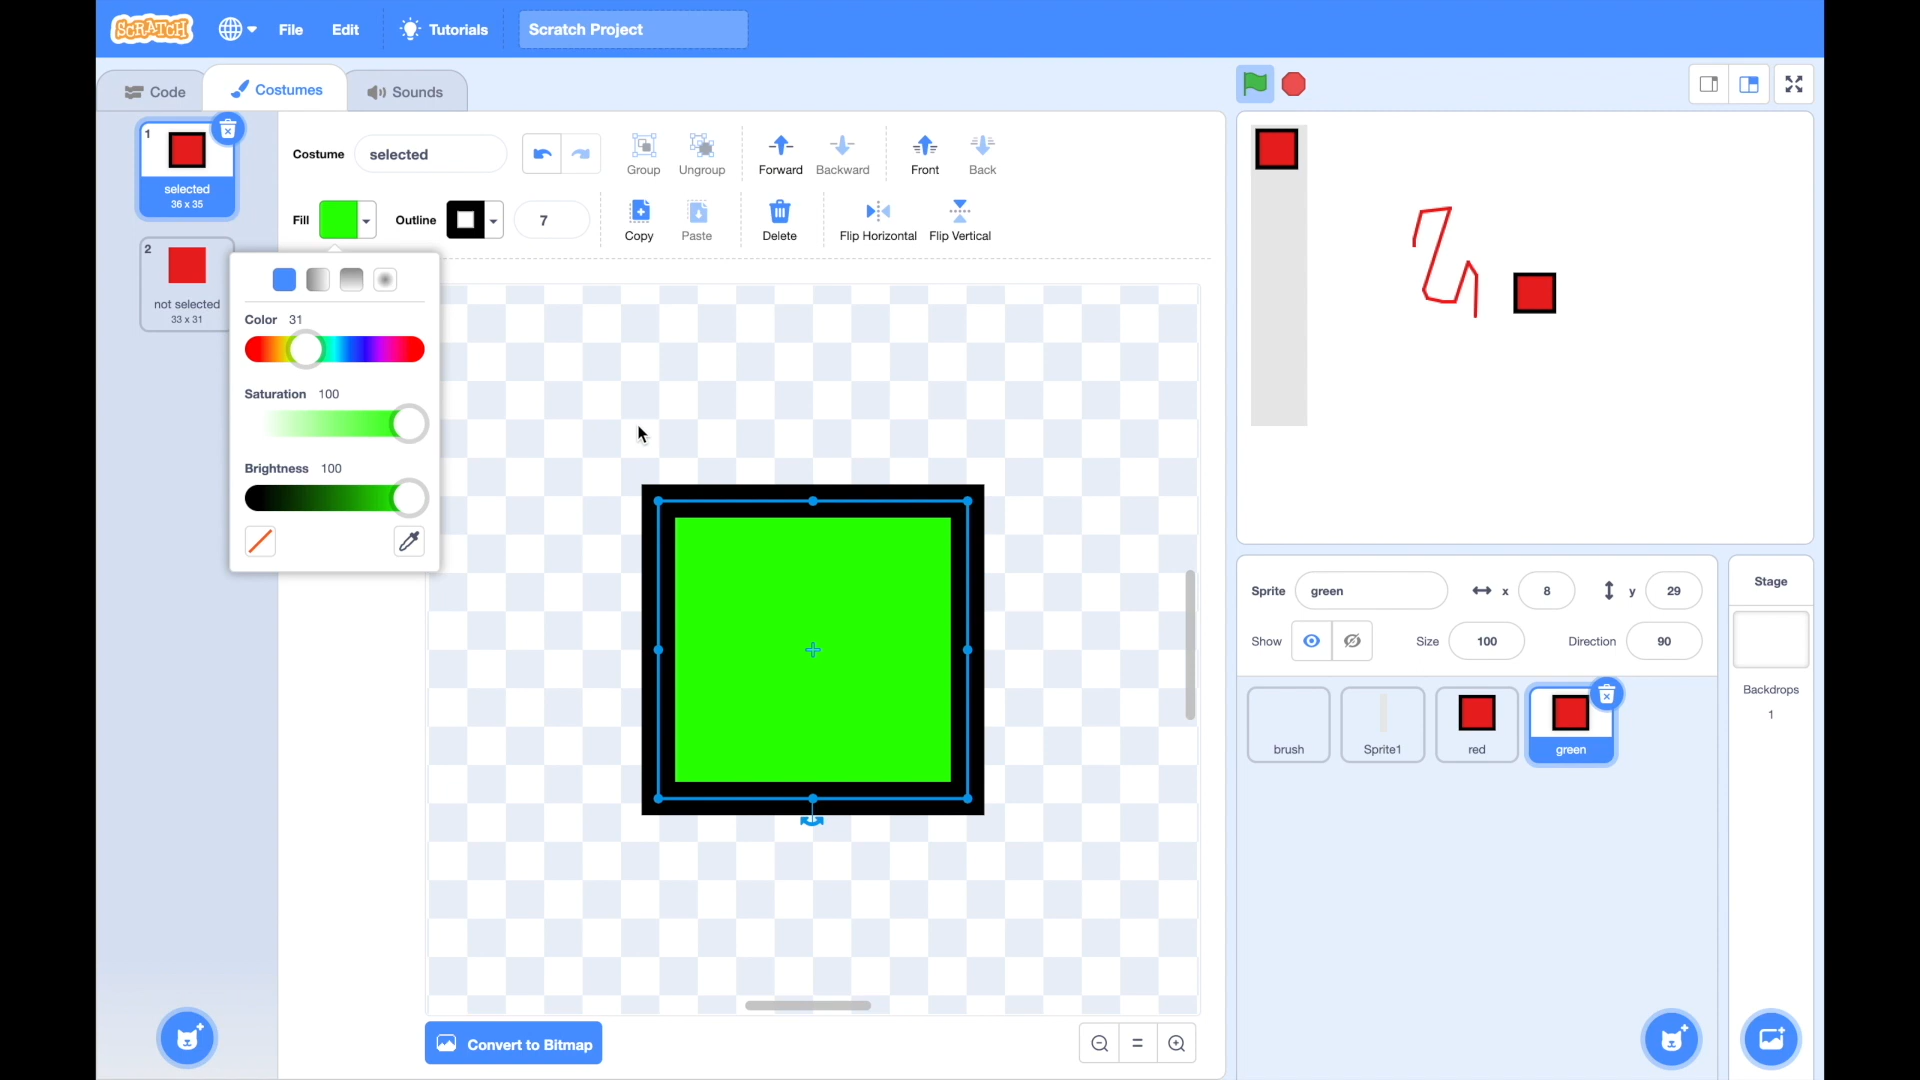 SCRATCH
File
Edit
Tutorials
Scratch Project
Code
Costumes
Sounds
1
selected
36 x 35
2
not selected
33 x 31
Costume
selected
Group
Ungroup
Forward
Backward
Front
Back
Fill
Outline
7
Copy
Paste
Delete
Flip Horizontal
Flip Vertical
Color 31
Saturation 100
Brightness 100
Convert to Bitmap
Sprite
green
x
8
y
29
Show
Size
100
Direction
90
brush
Sprite1
red
green
Stage
Backdrops
1